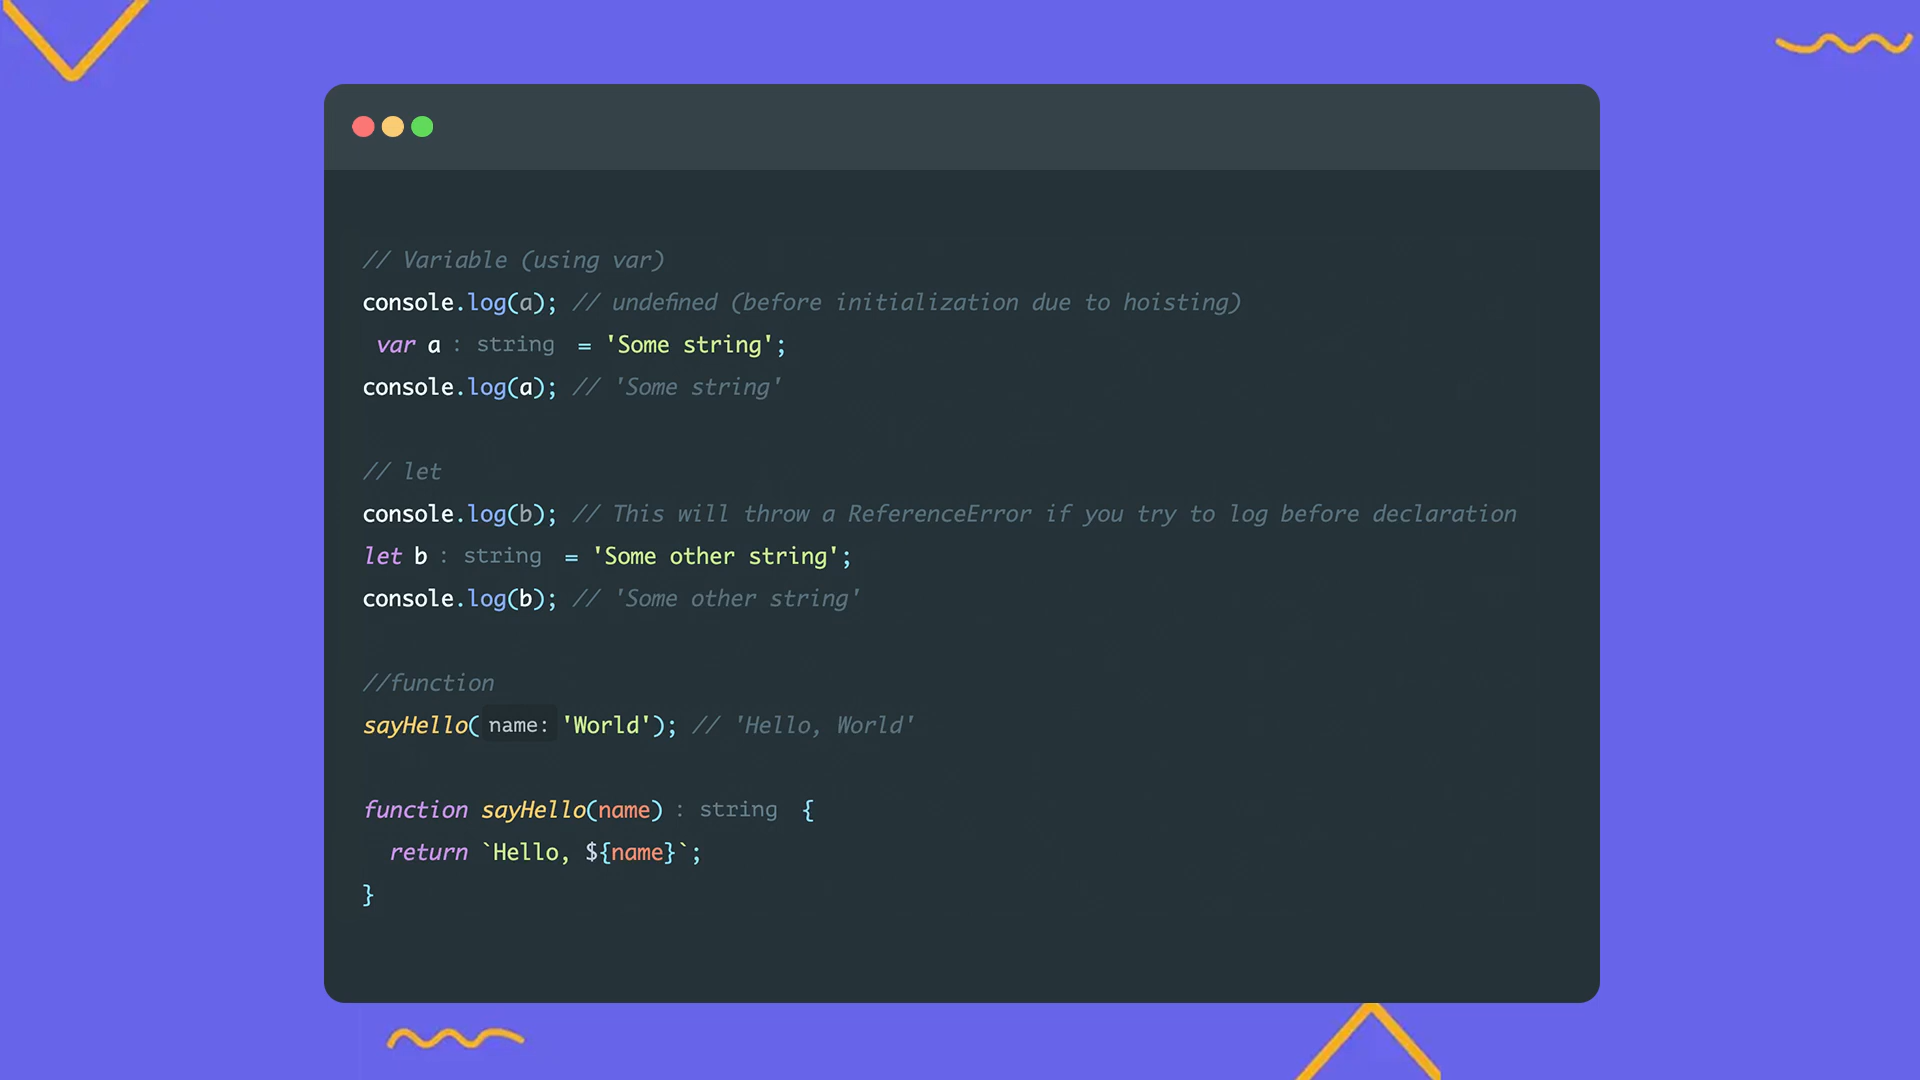 // Variable (using var)
console.log(a); // undefined (before initialization due to hoisting)
var a : string = 'Some string';
console.log(a); // 'Some string'
// let
console.log(b); // This will throw a ReferenceError if you try to log before declaration
let b : string = 'Some other string';
console.log(b); // 'Some other string'
//function
sayHello( name: 'World'); // 'Hello, World'
function sayHello(name) : string {
return `Hello, ${name}`;
}